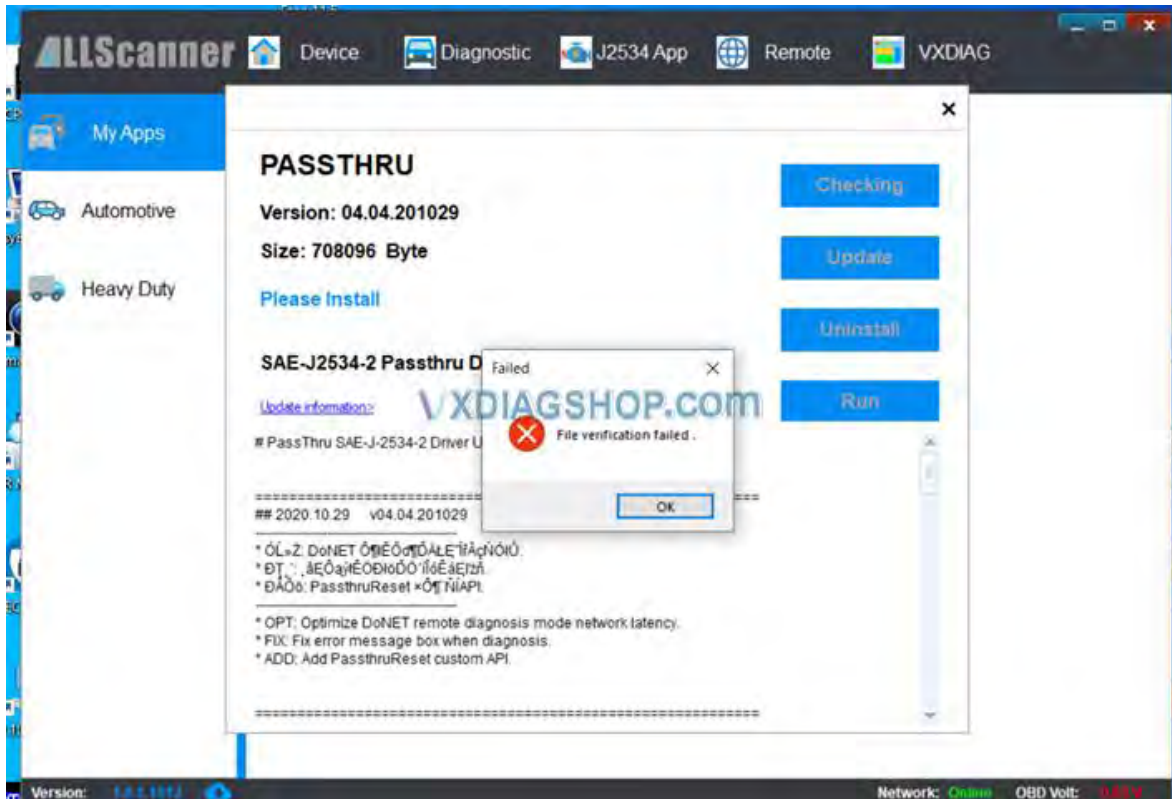 ALLScanner
Device
Diagnostic
J2534 App
Remote
VXDIAG
My Apps
Automotive
Heavy Duty
PASSTHRU
Version: 04.04.201029
Size: 708096 Byte
Please Install
Checking
Update
Uninstall
Run
SAE-J2534-2 Passthru D
Update information>
# PassThru SAE-J-2534-2 Driver U
Failed
VXDIAGSHOP.com
File verification failed .
OK
## 2020.10.29 v04.04.201029
* OPT: Optimize DoNET remote diagnosis mode network latency.
* FIX: Fix error message box when diagnosis.
* ADD: Add PassthruReset custom API.
Version:
Network: Online
OBD Volt: